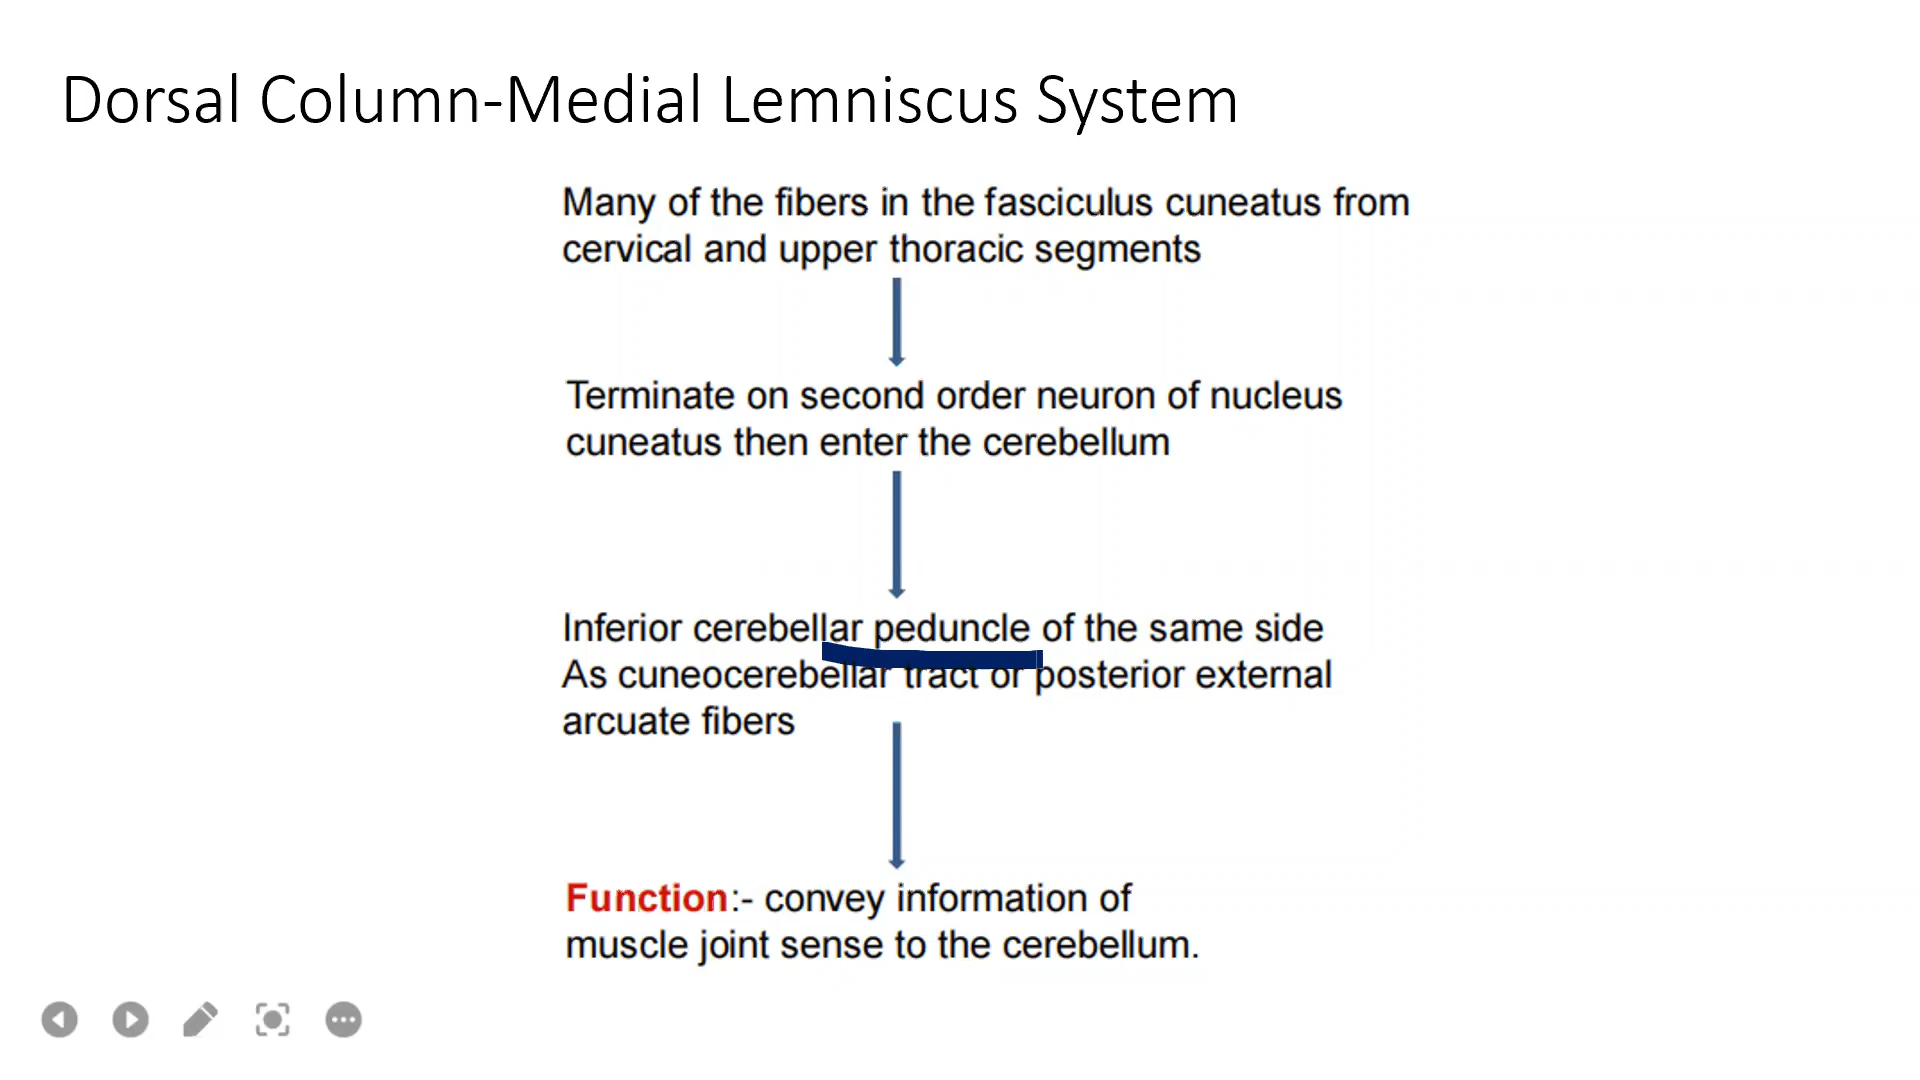 Dorsal Column-Medial Lemniscus System
Many of the fibers in the fasciculus cuneatus from
cervical and upper thoracic segments
Terminate on second order neuron of nucleus
cuneatus then enter the cerebellum
Inferior cerebellar peduncle of the same side
As cuneocerebellar tract or posterior external
arcuate fibers
Function:- convey information of
muscle joint sense to the cerebellum.